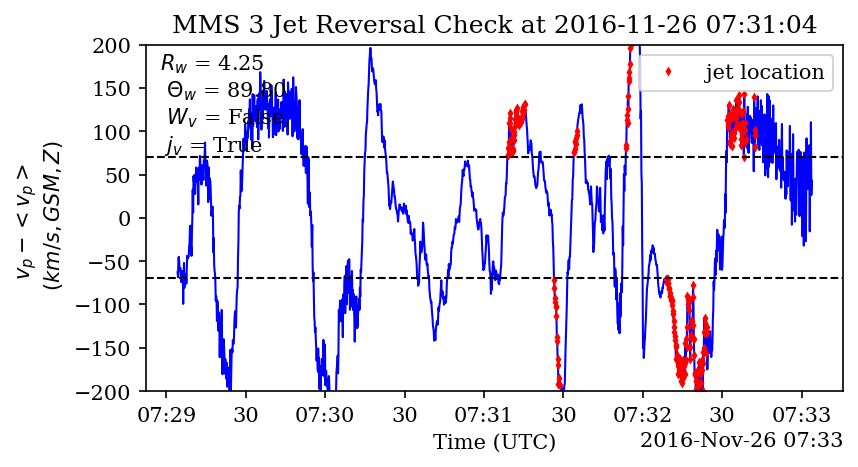 MMS 3 Jet Reversal Check at 2016-11-26 07:31:04
R_w = 4.25
Θ_w = 89.80
W_v = False
j_v = True
jet location
v_p − <v_p>
(km/s, GSM, Z)
200
150
100
50
0
−50
−100
−150
−200
07:29 30 07:30 30 07:31 30 07:32 30 07:33
Time (UTC)
2016-Nov-26 07:33